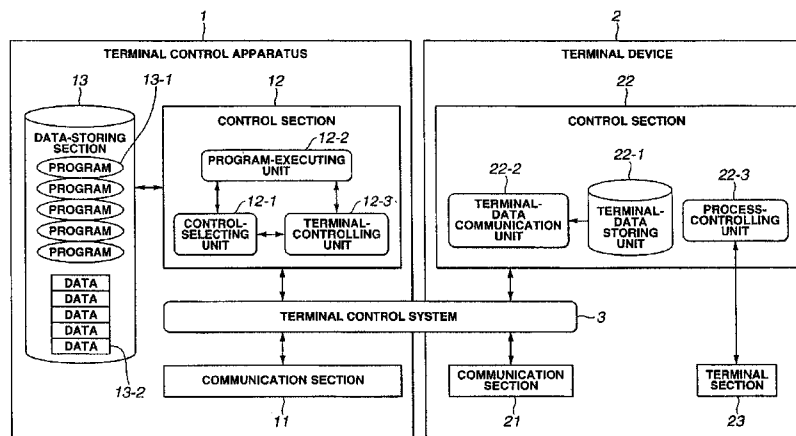 1
2
TERMINAL CONTROL APPARATUS
TERMINAL DEVICE
13
13-1
12
22
DATA-STORING
SECTION
PROGRAM
PROGRAM
PROGRAM
PROGRAM
PROGRAM
DATA
DATA
DATA
DATA
DATA
13-2
CONTROL SECTION
12-2
PROGRAM-EXECUTING
UNIT
12-1
12-3
CONTROL-
SELECTING
UNIT
TERMINAL-
CONTROLLING
UNIT
CONTROL SECTION
22-1
22-2
22-3
TERMINAL-
DATA
COMMUNICATION
UNIT
TERMINAL-
DATA
STORING
UNIT
PROCESS-
CONTROLLING
UNIT
TERMINAL CONTROL SYSTEM
3
COMMUNICATION SECTION
11
COMMUNICATION
SECTION
21
TERMINAL
SECTION
23